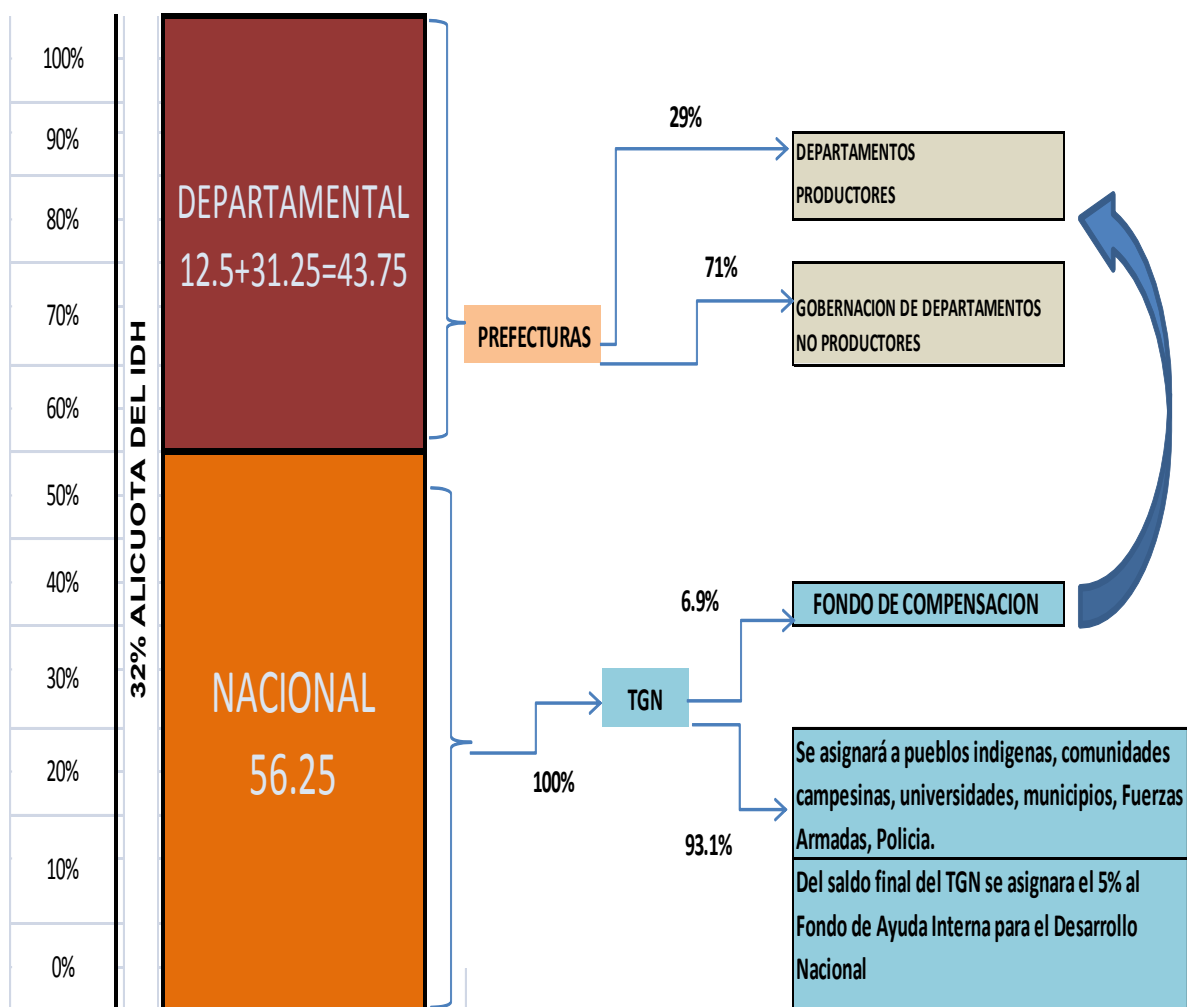 100%
90%
80%
70%
60%
50%
40%
30%
20%
10%
0%
32% ALICUOTA DEL IDH
DEPARTAMENTAL
12.5+31.25=43.75
NACIONAL
56.25
PREFECTURAS
29%
DEPARTAMENTOS
PRODUCTORES
71%
GOBERNACION DE DEPARTAMENTOS
NO PRODUCTORES
100%
TGN
6.9%
FONDO DE COMPENSACION
93.1%
Se asignará a pueblos indigenas, comunidades
campesinas, universidades, municipios, Fuerzas
Armadas, Policia.
Del saldo final del TGN se asignara el 5% al
Fondo de Ayuda Interna para el Desarrollo
Nacional